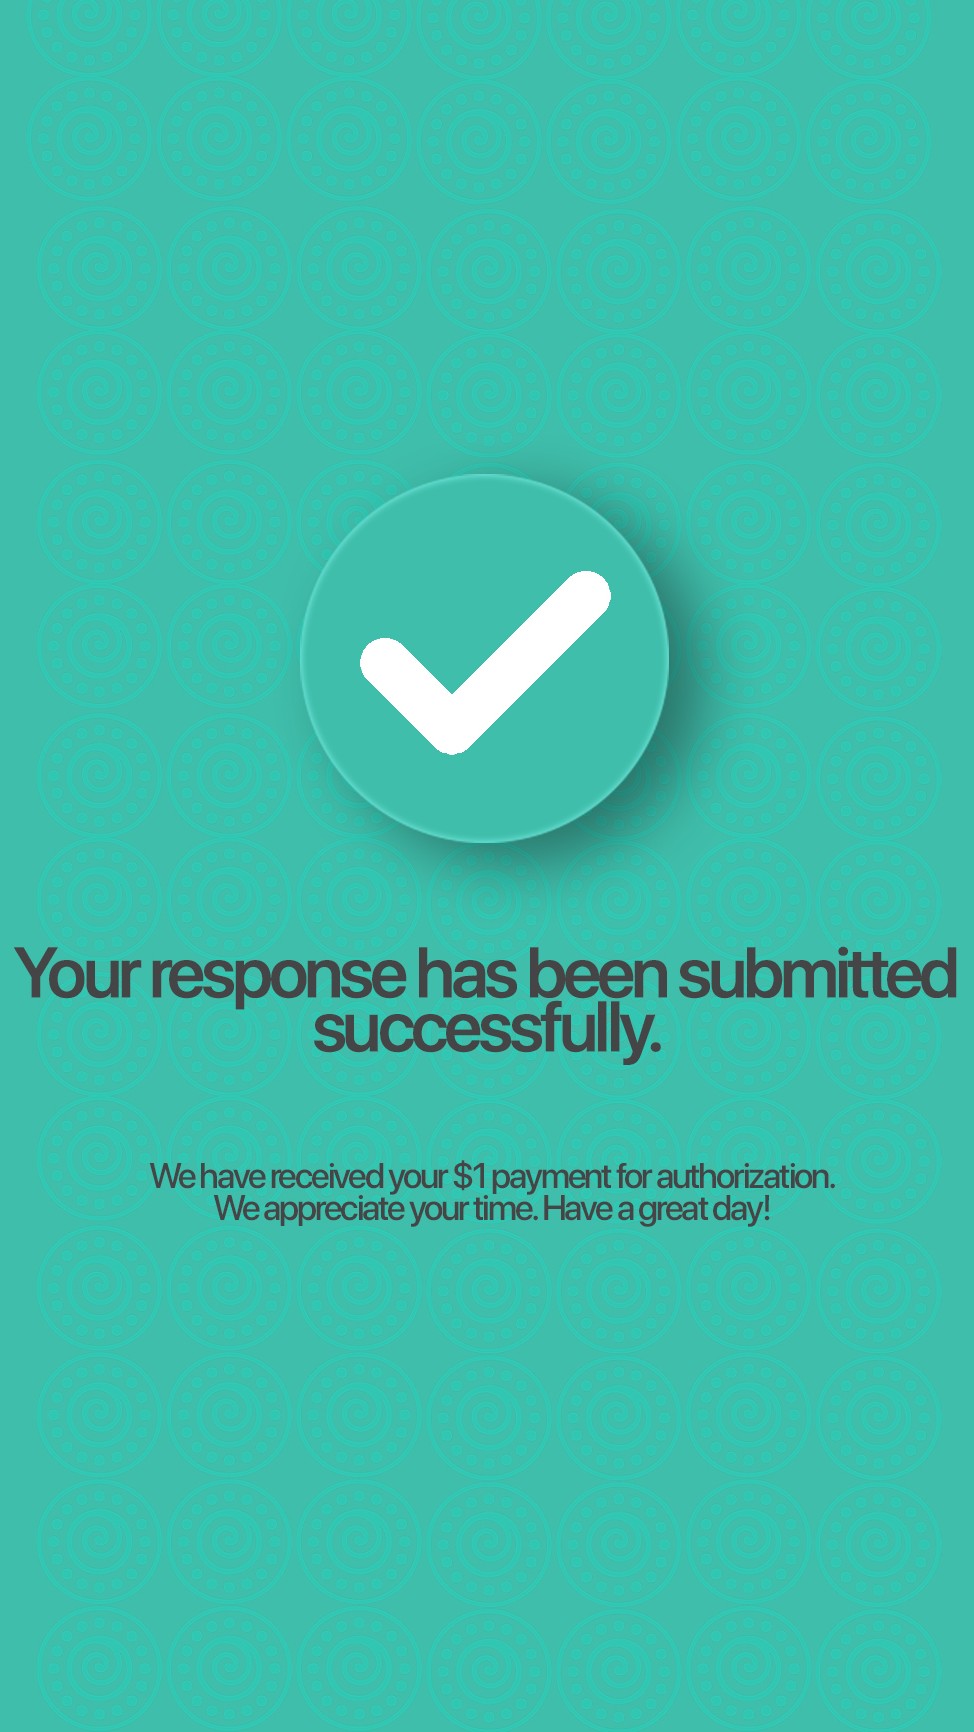 Your response has been submitted
successfully.
We have received your $1 payment for authorization.
We appreciate your time. Have a great day!